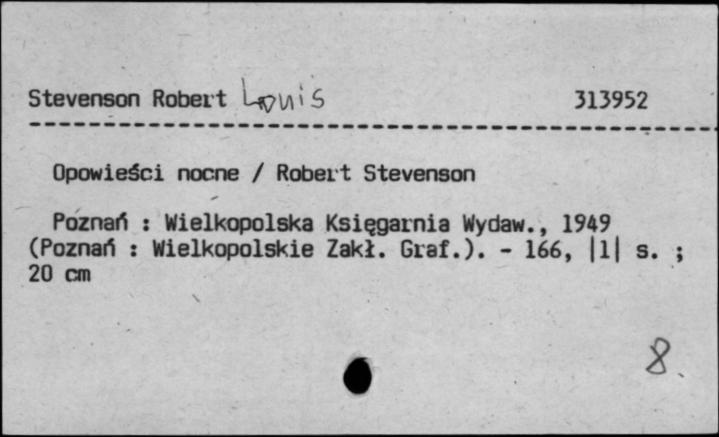 Stevenson Robert Louis 313952
Opowieści nocne / Robert Stevenson
Poznań : Wielkopolska Księgarnia Wydaw., 1949
(Poznań : Wielkopolskie Zakł. Graf.). - 166, |1| s. ;
20 cm
8.